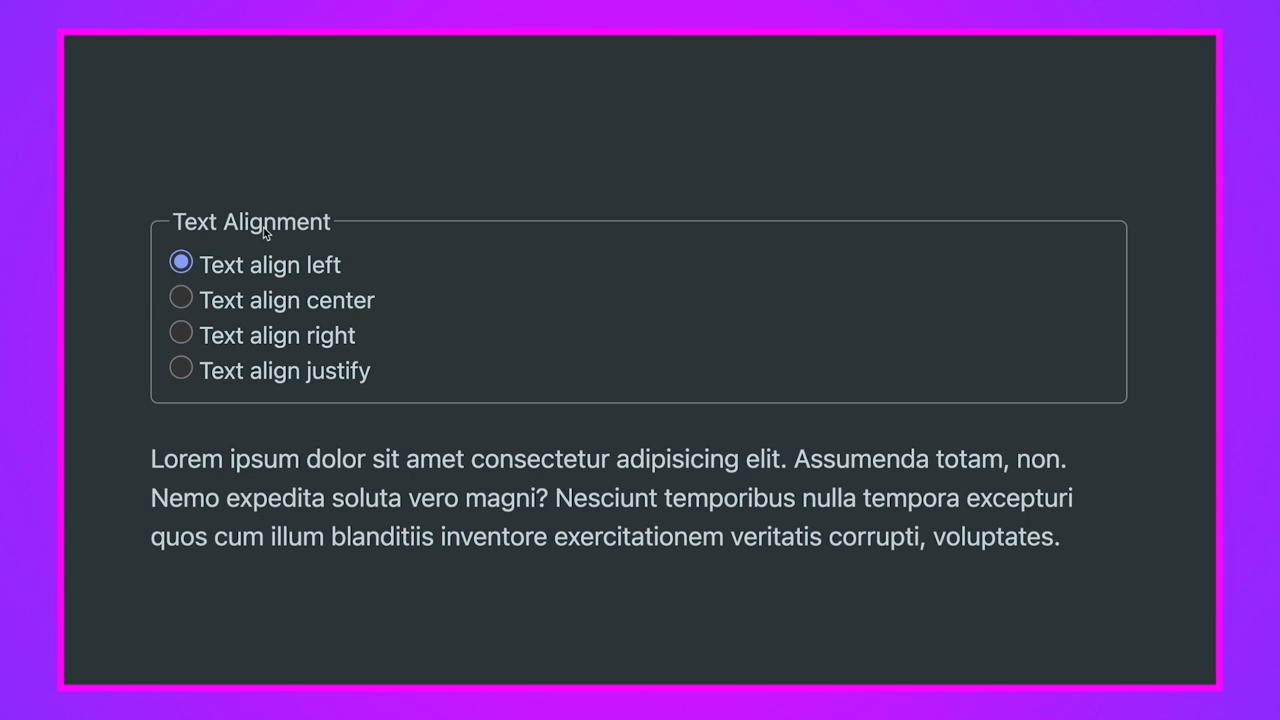 Text Alignment
Text align left
Text align center
Text align right
Text align justify
Lorem ipsum dolor sit amet consectetur adipisicing elit. Assumenda totam, non.
Nemo expedita soluta vero magni? Nesciunt temporibus nulla tempora excepturi
quos cum illum blanditiis inventore exercitationem veritatis corrupti, voluptates.